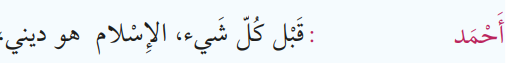 أَحْمَد : قَبْل كُلّ شَيء، الإِسْلام هو ديني،